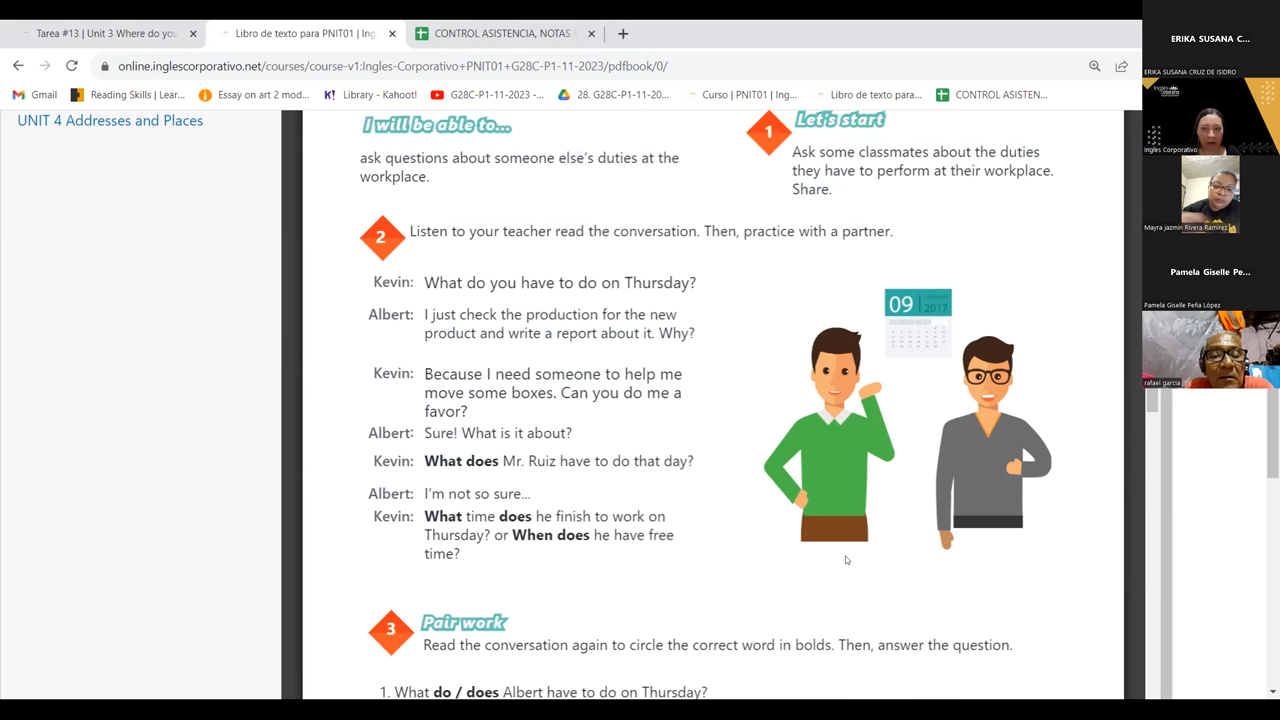 Tarea #13 | Unit 3 Where do you
Libro de texto para PNIT01 | Ing
CONTROL ASISTENCIA, NOTAS
online.inglescorporativo.net/courses/course-v1:Ingles-Corporativo+PNIT01+G28C-P1-11-2023/pdfbook/0/
Gmail
Reading Skills | Lear...
Essay on art 2 mod...
Library - Kahoot!
G28C-P1-11-2023 -...
28. G28C-P1-11-20...
Curso | PNIT01 | Ing...
Libro de texto para...
CONTROL ASISTEN...
UNIT 4 Addresses and Places
I will be able to...
ask questions about someone else's duties at the
workplace.
1
Let's start
Ask some classmates about the duties
they have to perform at their workplace.
Share.
2
Listen to your teacher read the conversation. Then, practice with a partner.
Kevin: What do you have to do on Thursday?
Albert: I just check the production for the new
product and write a report about it. Why?
Kevin: Because I need someone to help me
move some boxes. Can you do me a
favor?
Albert: Sure! What is it about?
Kevin: What does Mr. Ruiz have to do that day?
Albert: I'm not so sure...
Kevin: What time does he finish to work on
Thursday? or When does he have free
time?
09
2017
3
Pair work
Read the conversation again to circle the correct word in bolds. Then, answer the question.
1. What do / does Albert have to do on Thursday?
ERIKA SUSANA C...
ERIKA SUSANA CRUZ DE ISIDRO
Inglés
Corporativo
Ingles Corporativo
Mayra jazmin Rivera Ramirez
Pamela Giselle Pe...
Pamela Giselle Peña López
rafael garcia